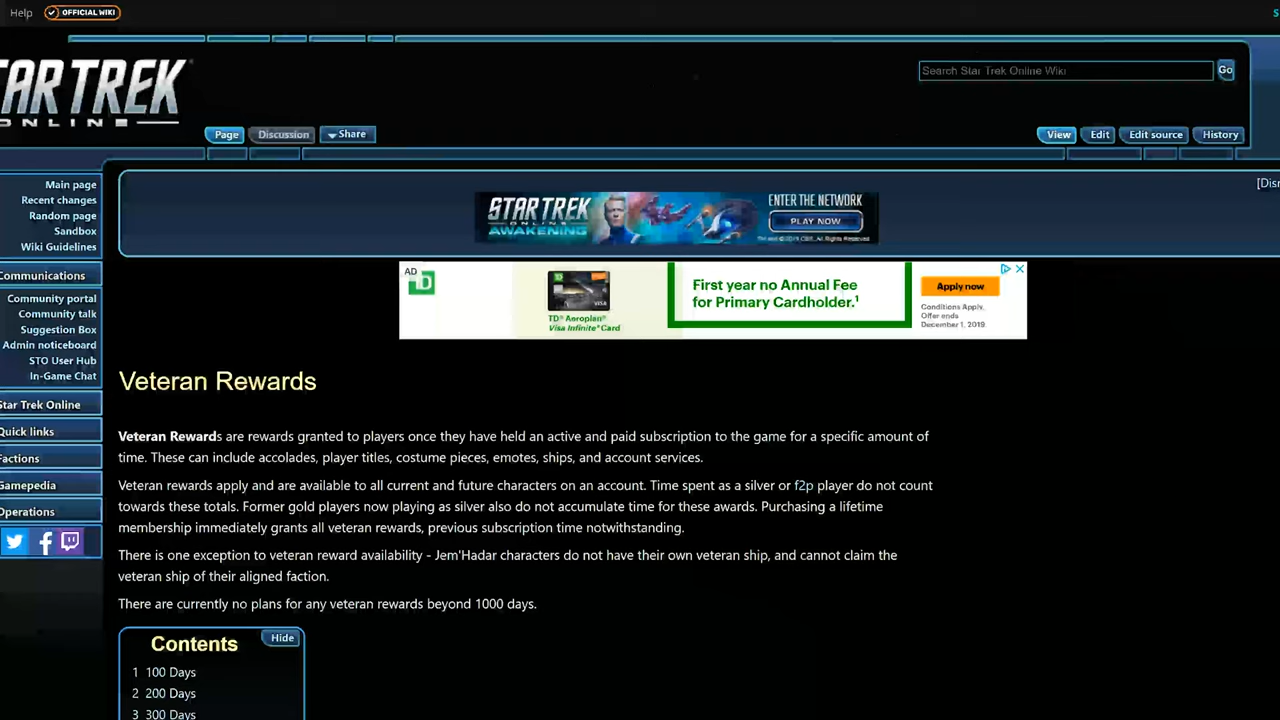 Help
OFFICIAL WIKI
STAR TREK
ONLINE
Search Star Trek Online Wiki
Go
Page
Discussion
Share
View
Edit
Edit source
History
Main page
Recent changes
Random page
Sandbox
Wiki Guidelines
Communications
Community portal
Community talk
Suggestion Box
Admin noticeboard
STO User Hub
In-Game Chat
Star Trek Online
Quick links
Factions
Gamepedia
Operations
[Dis
STAR TREK
ONLINE
AWAKENING
ENTER THE NETWORK
PLAY NOW
AD
TD
TD® Aeroplan®
Visa Infinite* Card
First year no Annual Fee
for Primary Cardholder.¹
Apply now
Conditions Apply.
Offer ends
December 1, 2019.
Veteran Rewards
Veteran Rewards are rewards granted to players once they have held an active and paid subscription to the game for a specific amount of
time. These can include accolades, player titles, costume pieces, emotes, ships, and account services.
Veteran rewards apply and are available to all current and future characters on an account. Time spent as a silver or f2p player do not count
towards these totals. Former gold players now playing as silver also do not accumulate time for these awards. Purchasing a lifetime
membership immediately grants all veteran rewards, previous subscription time notwithstanding.
There is one exception to veteran reward availability - Jem'Hadar characters do not have their own veteran ship, and cannot claim the
veteran ship of their aligned faction.
There are currently no plans for any veteran rewards beyond 1000 days.
Contents
Hide
1 100 Days
2 200 Days
3 300 Days